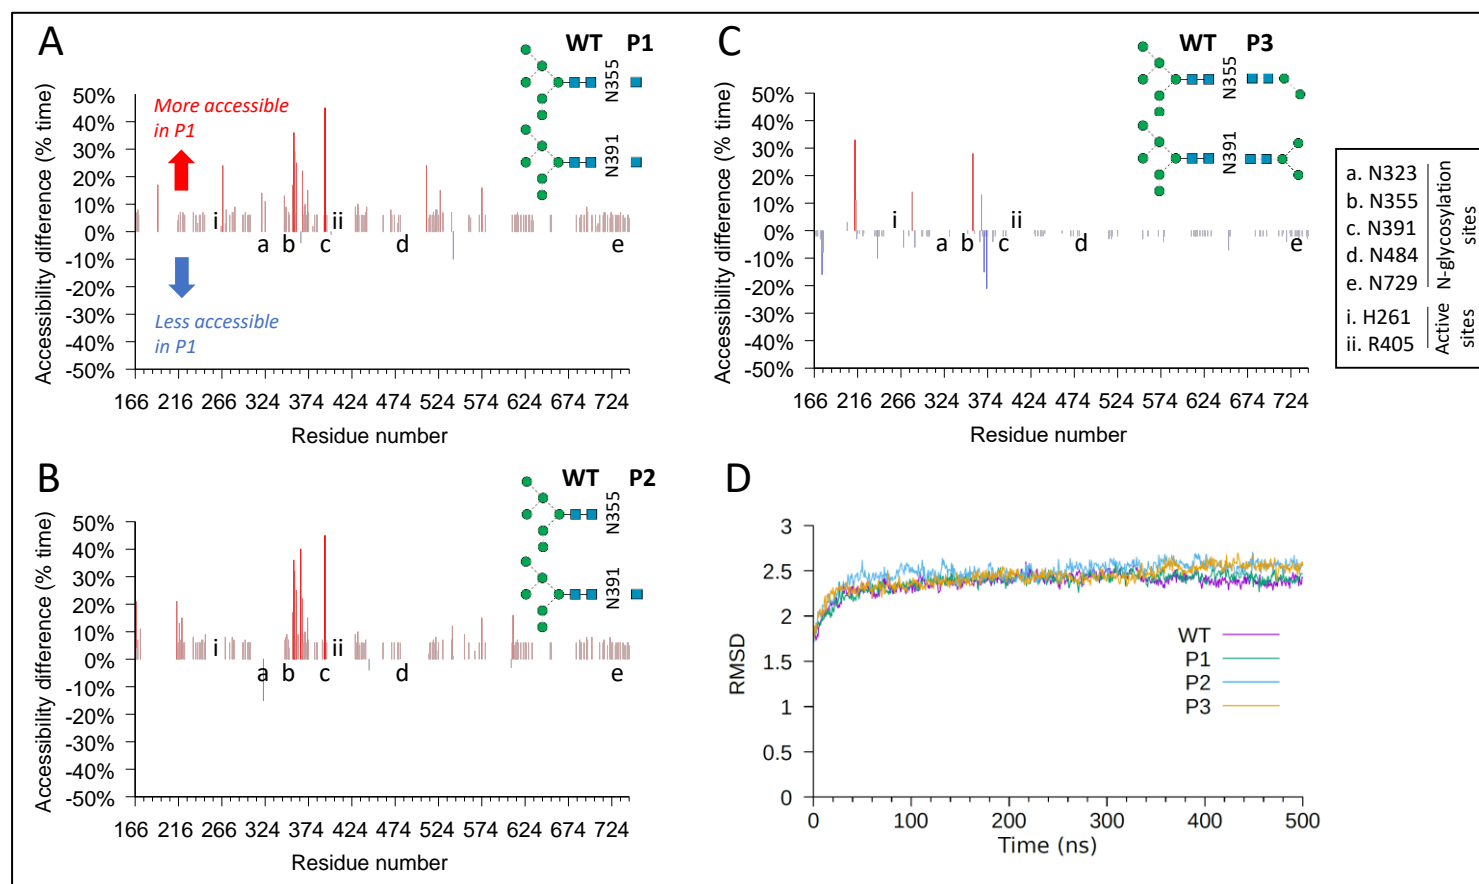 A
WT P1
N355
N391
Accessibility difference (% time)
50%
40%
30%
20%
10%
0%
-10%
-20%
-30%
-40%
-50%
More accessible
in P1
Less accessible
in P1
i
ii
a
b
c
d
e
166 216 266 324 374 424 474 524 574 624 674 724
Residue number
C
WT P3
N355
N391
Accessibility difference (% time)
50%
40%
30%
20%
10%
0%
-10%
-20%
-30%
-40%
-50%
i
ii
a
b
c
d
e
166 216 266 324 374 424 474 524 574 624 674 724
Residue number
a. N323
b. N355
c. N391
d. N484
e. N729
N-glycosylation
sites
i. H261
ii. R405
Active
sites
B
WT P2
N355
N391
Accessibility difference (% time)
50%
40%
30%
20%
10%
0%
-10%
-20%
-30%
-40%
-50%
i
ii
a
b
c
d
e
166 216 266 324 374 424 474 524 574 624 674 724
Residue number
D
RMSD
3
2.5
2
1.5
1
0.5
0
WT
P1
P2
P3
0 100 200 300 400 500
Time (ns)